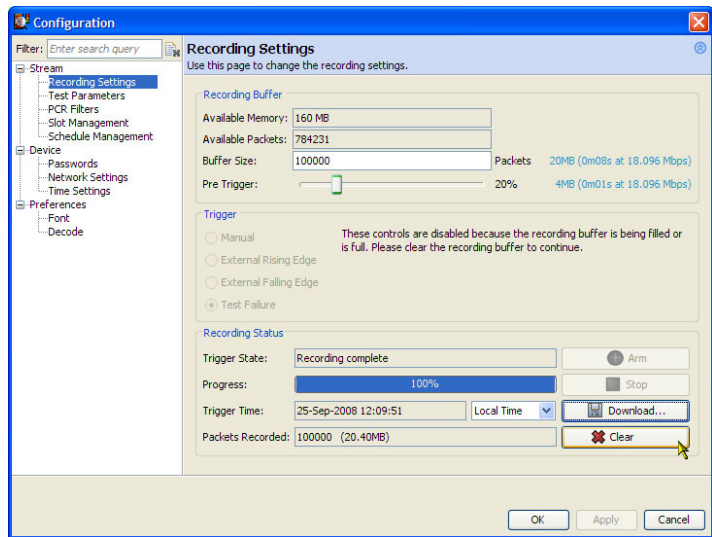 Configuration
Filter: Enter search query
Stream
Recording Settings
Test Parameters
PCR Filters
Slot Management
Schedule Management
Device
Passwords
Network Settings
Time Settings
Preferences
Font
Decode
Recording Settings
Use this page to change the recording settings.
Recording Buffer
Available Memory: 160 MB
Available Packets: 784231
Buffer Size: 100000 Packets 20MB (0m08s at 18.096 Mbps)
Pre Trigger: 20% 4MB (0m01s at 18.096 Mbps)
Trigger
Manual
External Rising Edge
External Falling Edge
Test Failure
These controls are disabled because the recording buffer is being filled or
is full. Please clear the recording buffer to continue.
Recording Status
Trigger State: Recording complete Arm
Progress: 100% Stop
Trigger Time: 25-Sep-2008 12:09:51 Local Time Download...
Packets Recorded: 100000 (20.40MB) Clear
OK Apply Cancel